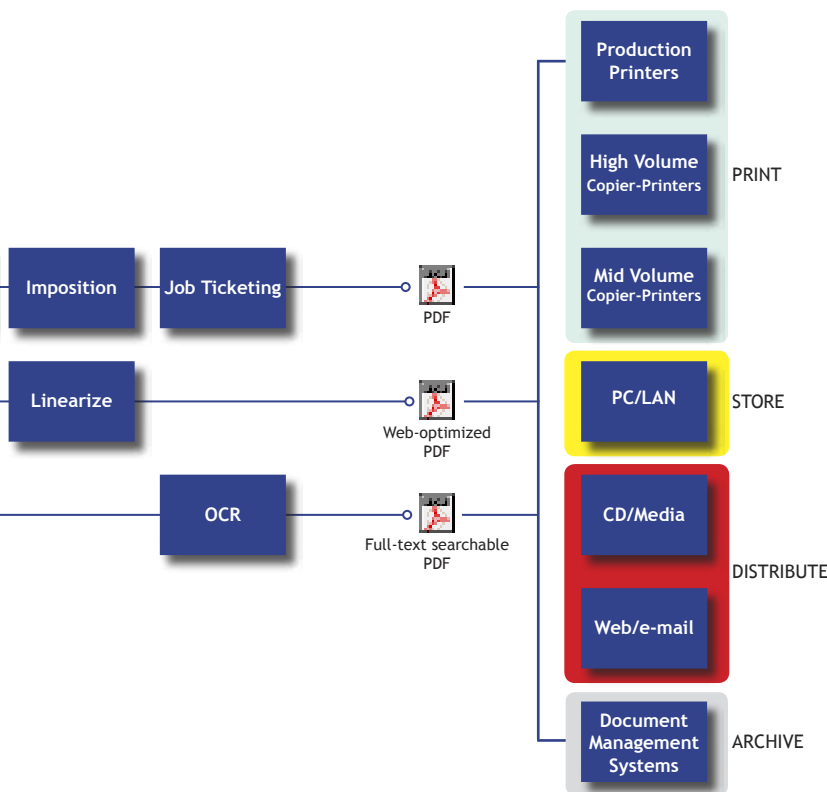 Production
Printers
High Volume
Copier-Printers
PRINT
Mid Volume
Copier-Printers
Imposition
Job Ticketing
PDF
Linearize
Web-optimized
PDF
PC/LAN
STORE
OCR
Full-text searchable
PDF
CD/Media
DISTRIBUTE
Web/e-mail
Document
Management
Systems
ARCHIVE